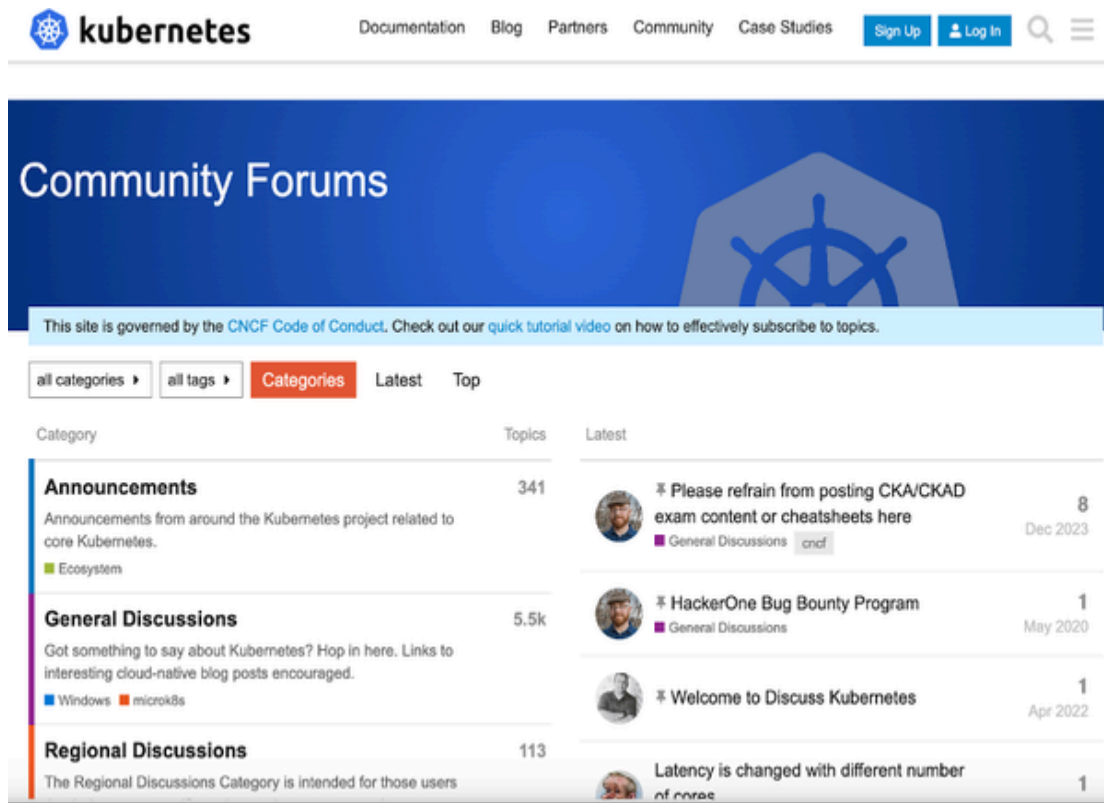 kubernetes
Documentation Blog Partners Community Case Studies Sign Up Log In
Community Forums
This site is governed by the CNCF Code of Conduct. Check out our quick tutorial video on how to effectively subscribe to topics.
all categories all tags Categories Latest Top
Category Topics
Announcements 341
Announcements from around the Kubernetes project related to
core Kubernetes.
Ecosystem
General Discussions 5.5k
Got something to say about Kubernetes? Hop in here. Links to
interesting cloud-native blog posts encouraged.
Windows microk8s
Regional Discussions 113
The Regional Discussions Category is intended for those users
Latest
Please refrain from posting CKA/CKAD 8
exam content or cheatsheets here Dec 2023
General Discussions cncf
HackerOne Bug Bounty Program 1
General Discussions May 2020
Welcome to Discuss Kubernetes 1
Apr 2022
Latency is changed with different number 1
of cores